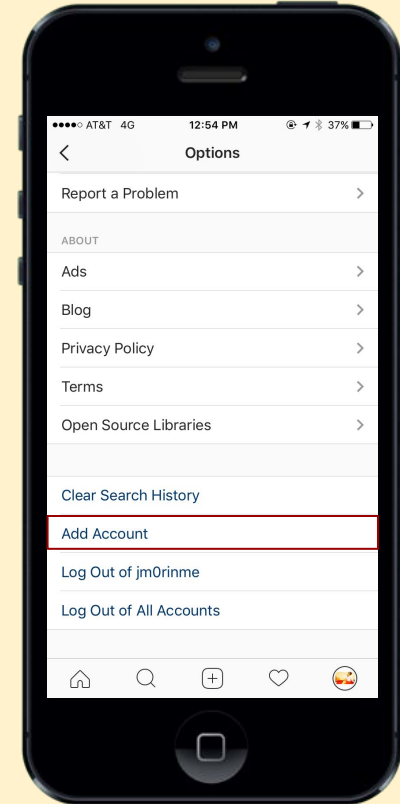 AT&T 4G 12:54 PM 37%
Options
Report a Problem
ABOUT
Ads
Blog
Privacy Policy
Terms
Open Source Libraries
Clear Search History
Add Account
Log Out of jm0rinme
Log Out of All Accounts